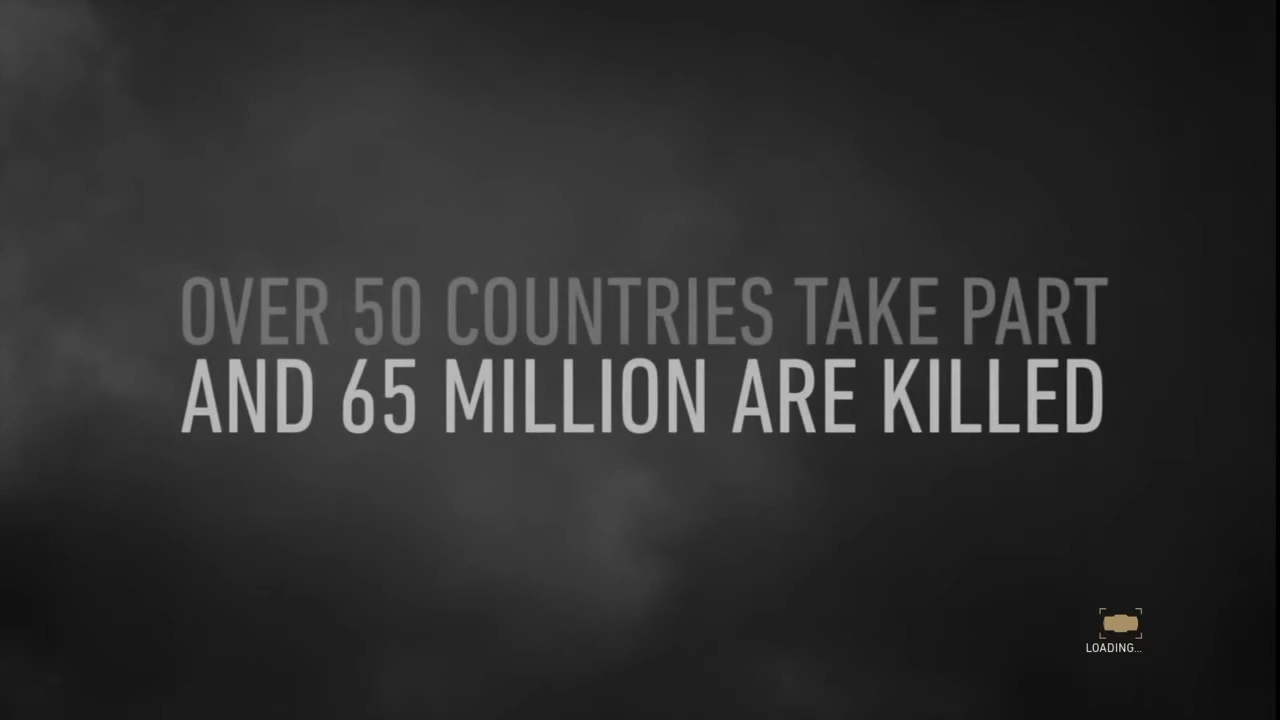 OVER 50 COUNTRIES TAKE PART
AND 65 MILLION ARE KILLED
LOADING...